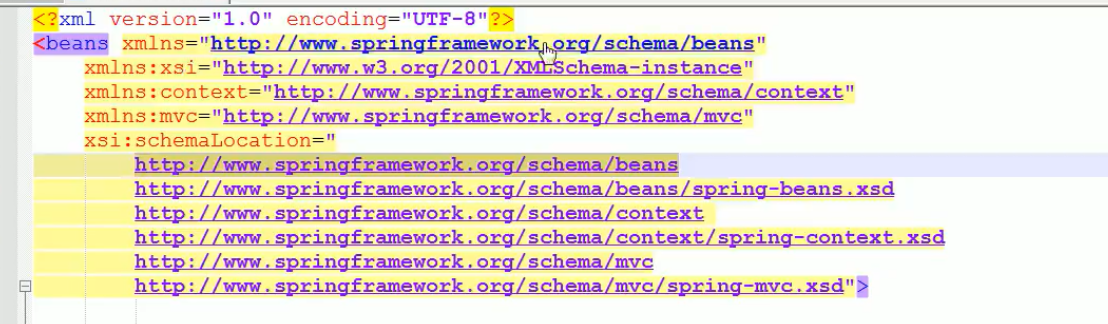 <?xml version="1.0" encoding="UTF-8"?>
<beans xmlns="http://www.springframework.org/schema/beans"
xmlns:xsi="http://www.w3.org/2001/XMLSchema-instance"
xmlns:context="http://www.springframework.org/schema/context"
xmlns:mvc="http://www.springframework.org/schema/mvc"
xsi:schemaLocation="
http://www.springframework.org/schema/beans
http://www.springframework.org/schema/beans/spring-beans.xsd
http://www.springframework.org/schema/context
http://www.springframework.org/schema/context/spring-context.xsd
http://www.springframework.org/schema/mvc
http://www.springframework.org/schema/mvc/spring-mvc.xsd">